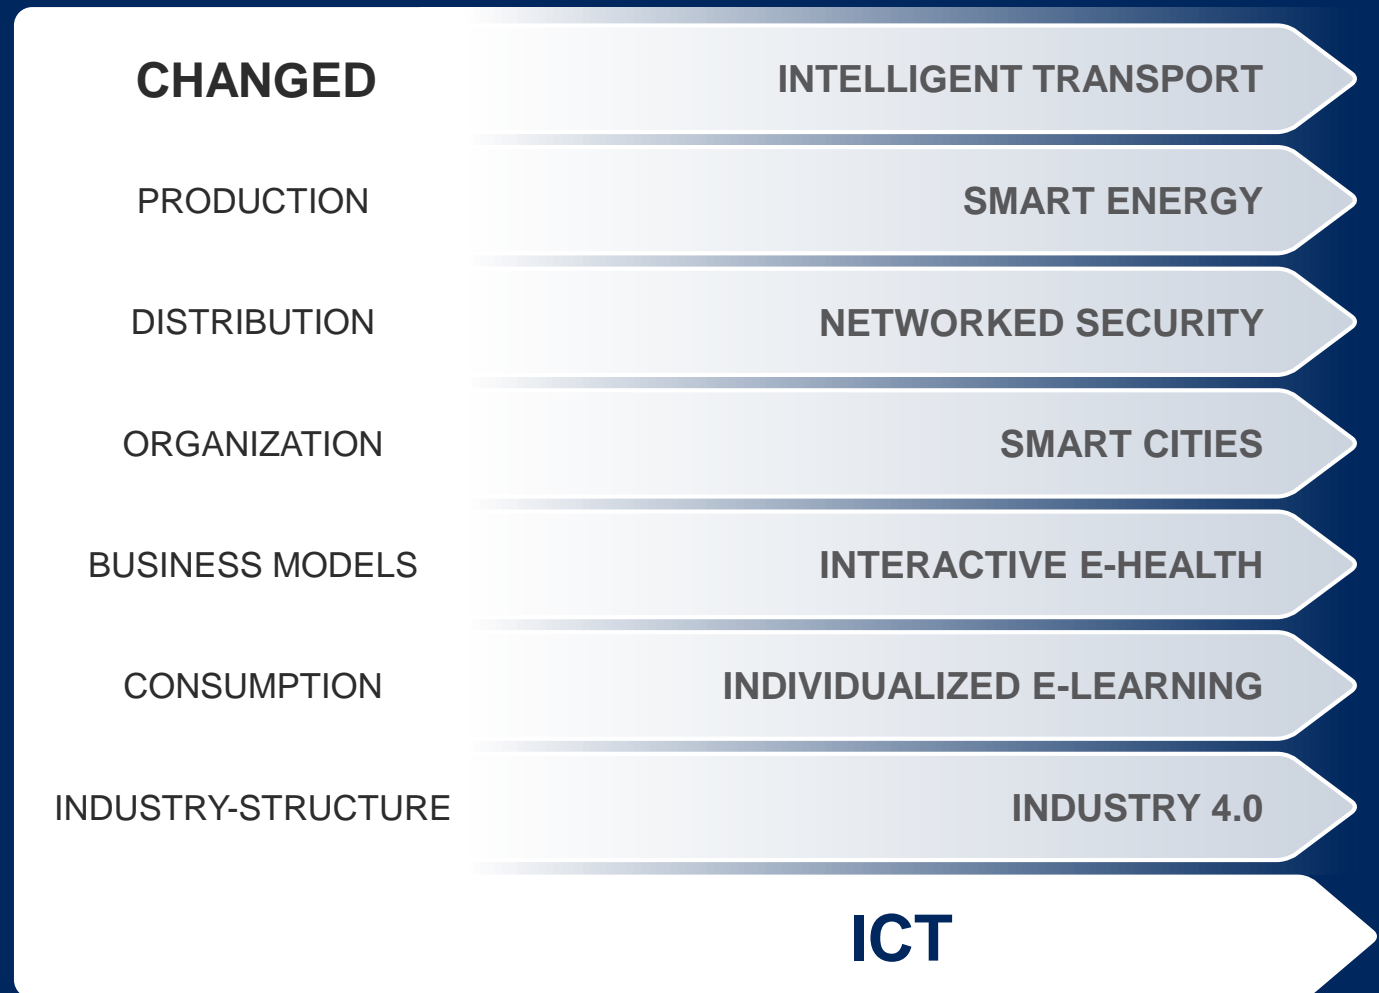 CHANGED
INTELLIGENT TRANSPORT
PRODUCTION
SMART ENERGY
DISTRIBUTION
NETWORKED SECURITY
ORGANIZATION
SMART CITIES
BUSINESS MODELS
INTERACTIVE E-HEALTH
CONSUMPTION
INDIVIDUALIZED E-LEARNING
INDUSTRY-STRUCTURE
INDUSTRY 4.0
ICT